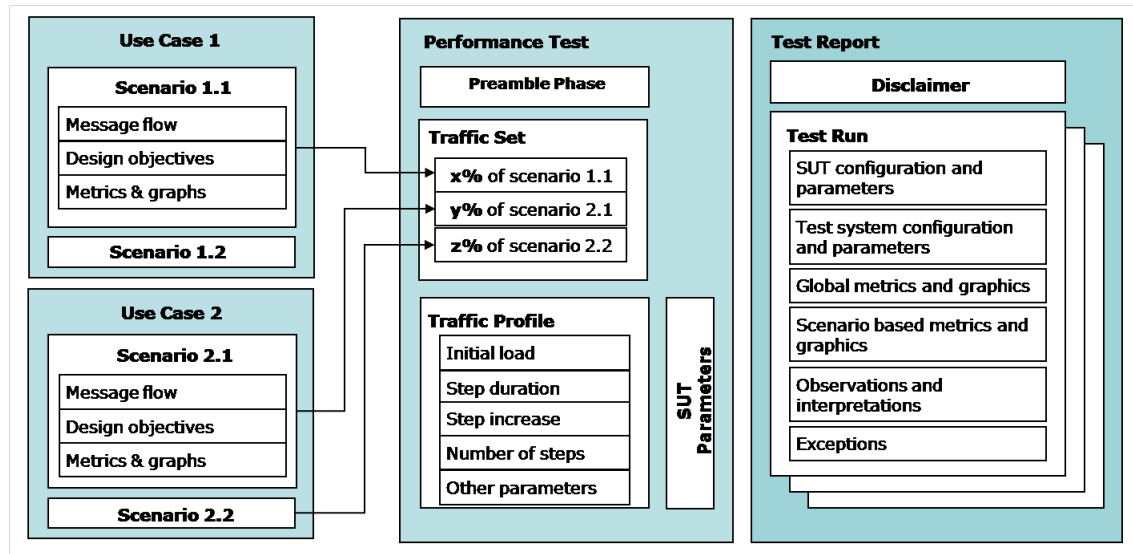 Use Case 1
Scenario 1.1
Message flow
Design objectives
Metrics & graphs
Scenario 1.2
Use Case 2
Scenario 2.1
Message flow
Design objectives
Metrics & graphs
Scenario 2.2
Performance Test
Preamble Phase
Traffic Set
x% of scenario 1.1
y% of scenario 2.1
z% of scenario 2.2
Traffic Profile
Initial load
Step duration
Step increase
Number of steps
Other parameters
SUT
Parameters
Test Report
Disclaimer
Test Run
SUT configuration and
parameters
Test system configuration
and parameters
Global metrics and graphics
Scenario based metrics and
graphics
Observations and
interpretations
Exceptions